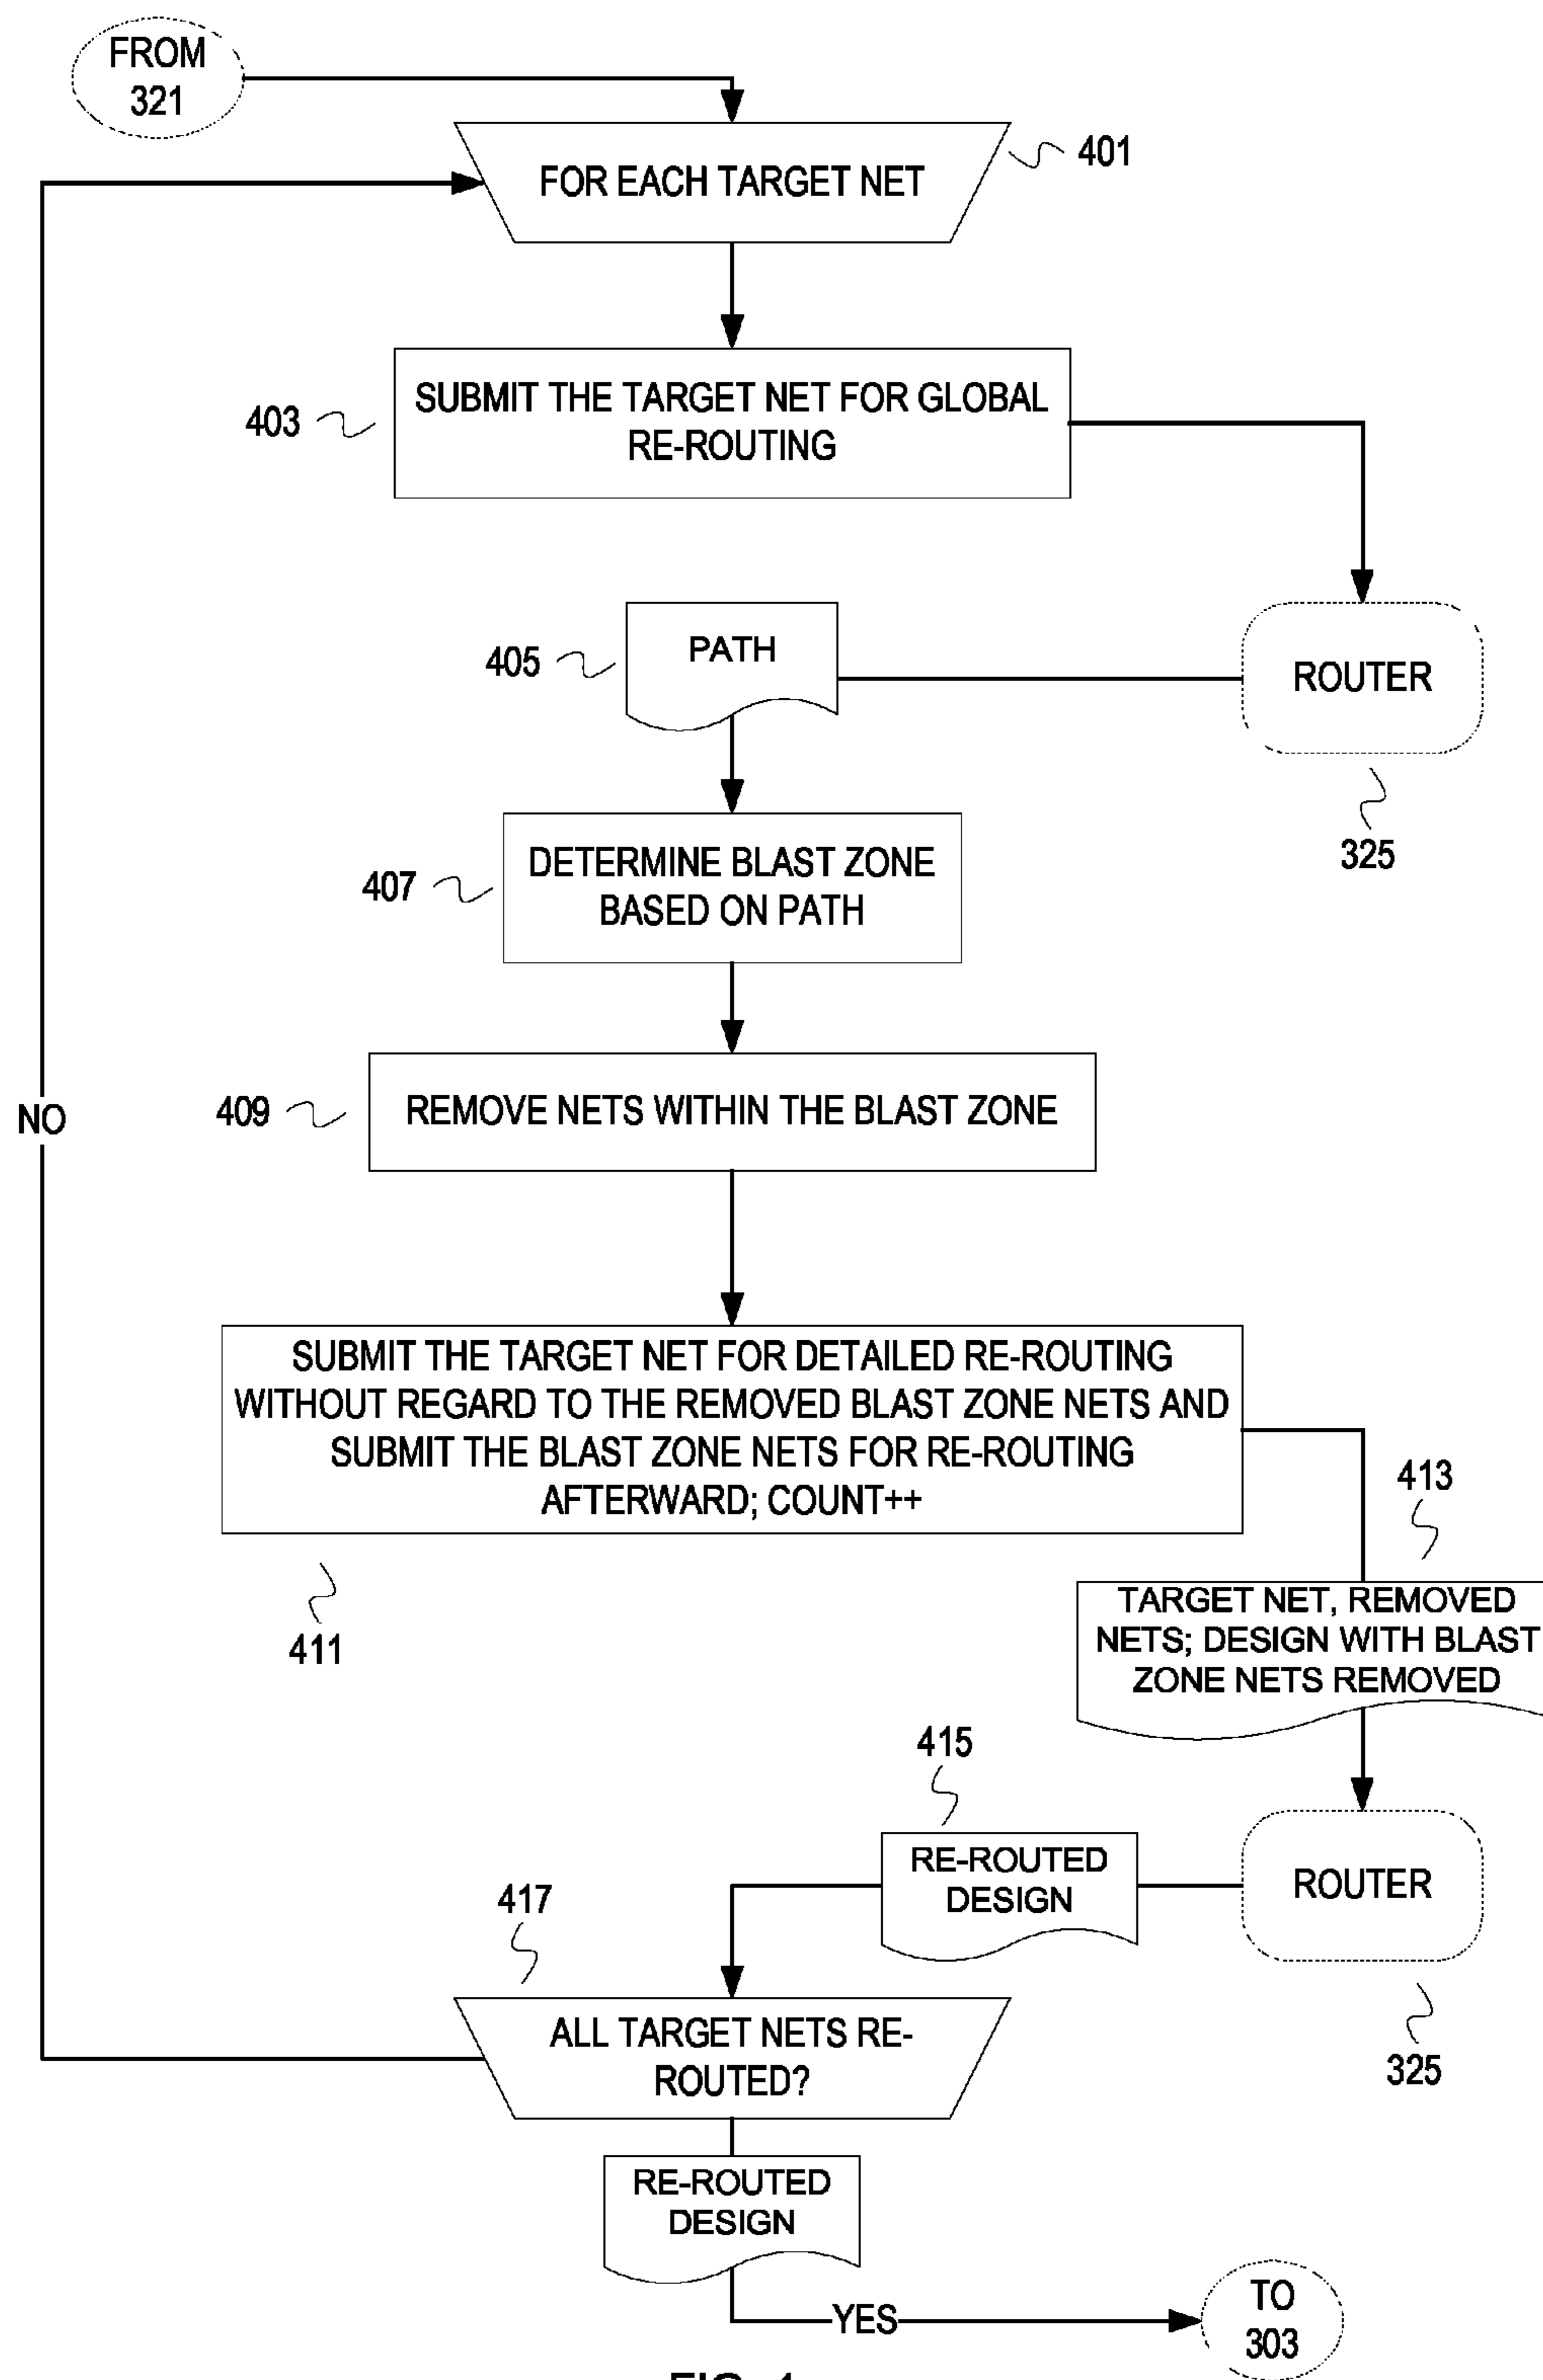 FROM
321
FOR EACH TARGET NET
401
SUBMIT THE TARGET NET FOR GLOBAL
RE-ROUTING
403
PATH
405
ROUTER
325
DETERMINE BLAST ZONE
BASED ON PATH
407
REMOVE NETS WITHIN THE BLAST ZONE
409
NO
SUBMIT THE TARGET NET FOR DETAILED RE-ROUTING
WITHOUT REGARD TO THE REMOVED BLAST ZONE NETS AND
SUBMIT THE BLAST ZONE NETS FOR RE-ROUTING
AFTERWARD; COUNT++
411
413
TARGET NET, REMOVED
NETS; DESIGN WITH BLAST
ZONE NETS REMOVED
415
RE-ROUTED
DESIGN
ROUTER
325
417
ALL TARGET NETS RE-
ROUTED?
RE-ROUTED
DESIGN
YES
TO
303